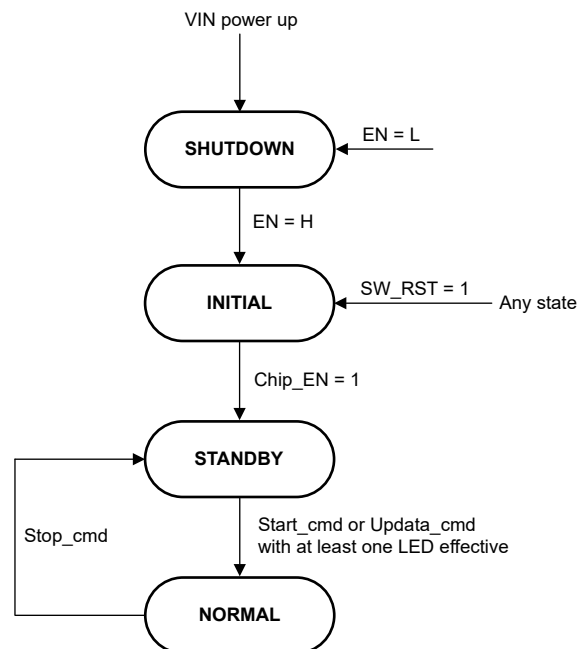 VIN power up
SHUTDOWN
EN = L
EN = H
INITIAL
SW_RST = 1
Any state
Chip_EN = 1
STANDBY
Stop_cmd
Start_cmd or Updata_cmd
with at least one LED effective
NORMAL